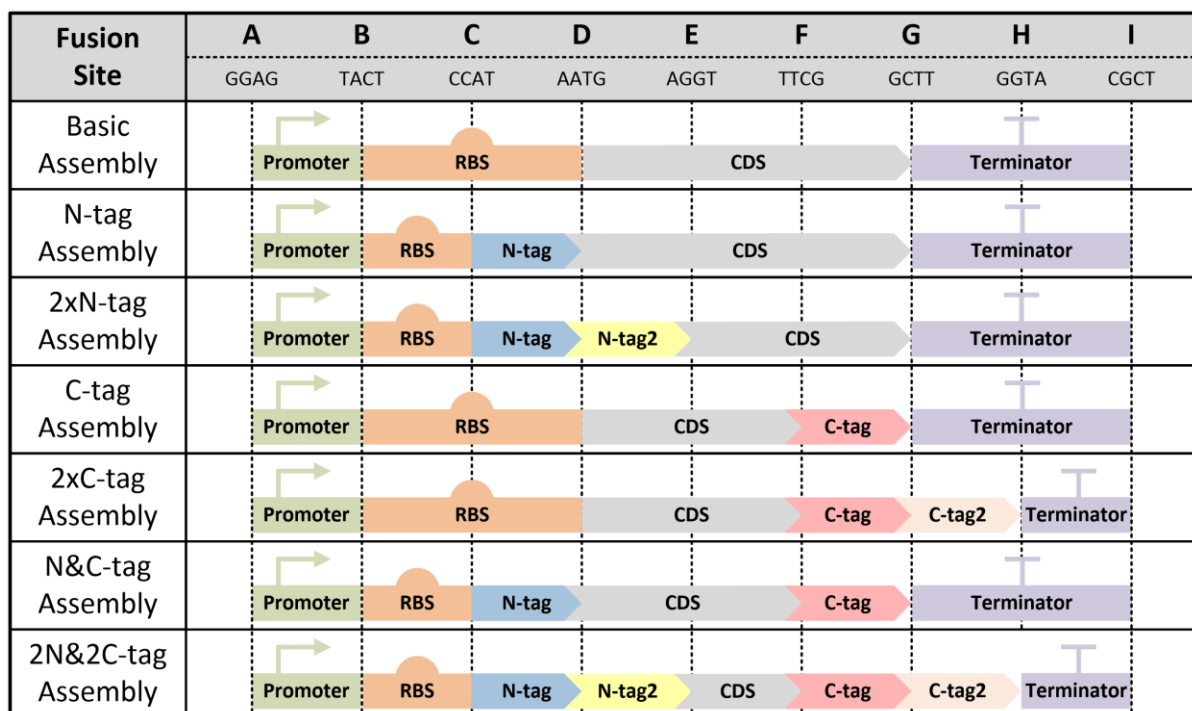 Fusion Site A B C D E F G H I
GGAG TACT CCAT AATG AGGT TTCG GCTT GGTA CGCT
Basic
Assembly
Promoter RBS CDS Terminator
N-tag
Assembly
Promoter RBS N-tag CDS Terminator
2xN-tag
Assembly
Promoter RBS N-tag N-tag2 CDS Terminator
C-tag
Assembly
Promoter RBS CDS C-tag Terminator
2xC-tag
Assembly
Promoter RBS CDS C-tag C-tag2 Terminator
N&C-tag
Assembly
Promoter RBS N-tag CDS C-tag Terminator
2N&2C-tag
Assembly
Promoter RBS N-tag N-tag2 CDS C-tag C-tag2 Terminator